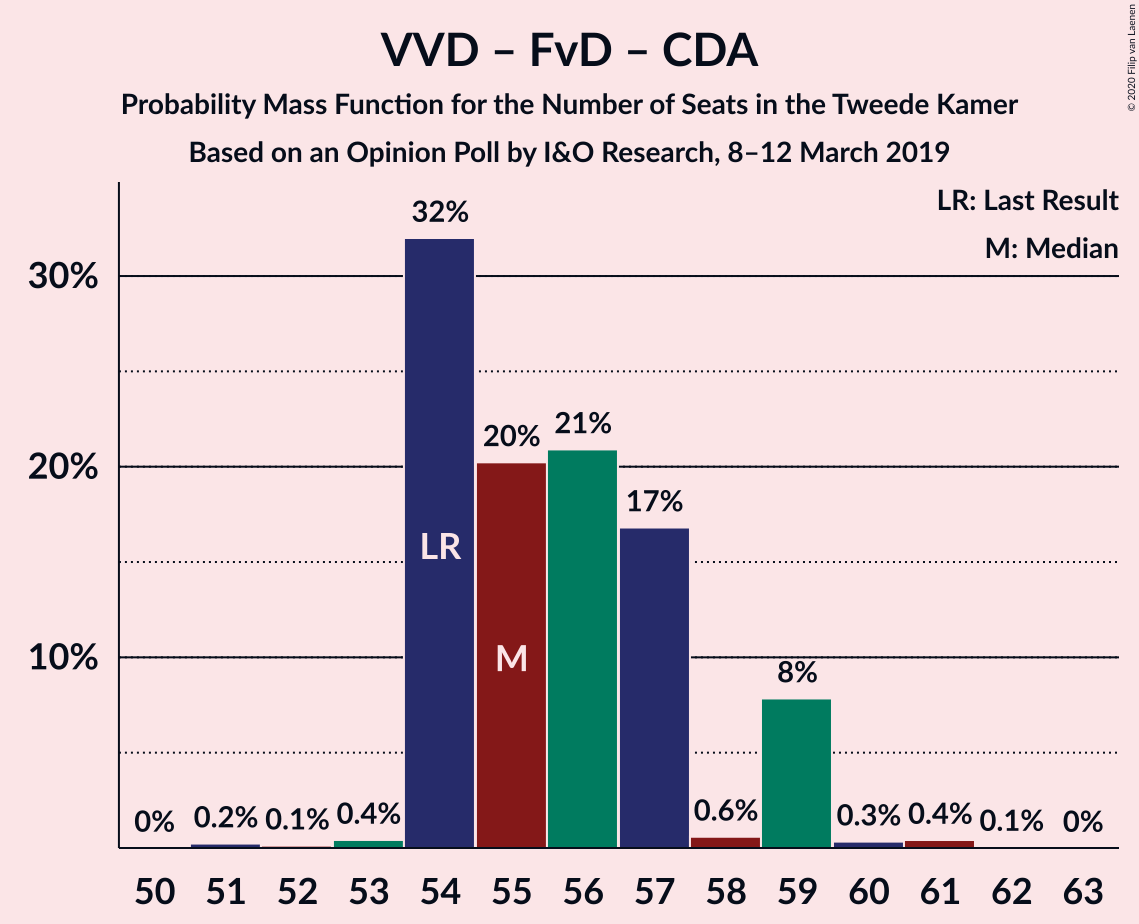 VVD – FvD – CDA
Probability Mass Function for the Number of Seats in the Tweede Kamer
Based on an Opinion Poll by I&O Research, 8–12 March 2019
© 2020 Filip van Laenen
LR: Last Result
M: Median
30%
20%
10%
32%
20%
21%
17%
8%
0%
0.2%
0.1%
0.4%
0.6%
0.3%
0.4%
0.1%
0%
LR
M
50 51 52 53 54 55 56 57 58 59 60 61 62 63